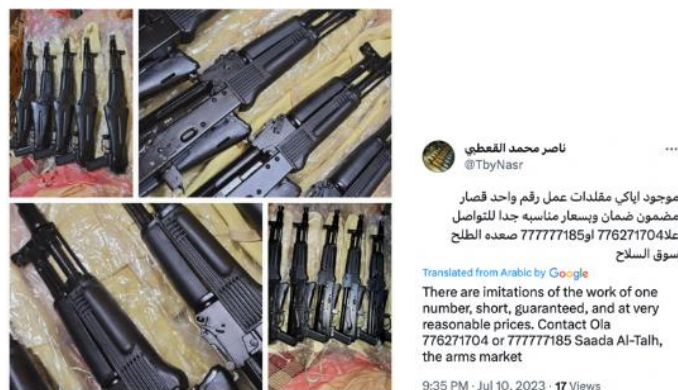 ناصر محمد القعطبي
@TbyNasr
موجود اياكي مقلدات عمل رقم واحد قصار
مضمون ضمان وبسعار مناسبه جدا للتواصل
علا776271704 او777777185 صعده الطلح
سوق السلاح
Translated from Arabic by Google
There are imitations of the work of one
number, short, guaranteed, and at very
reasonable prices. Contact Ola
776271704 or 777777185 Saada Al-Talh,
the arms market
9:35 PM · Jul 10, 2023 · 17 Views